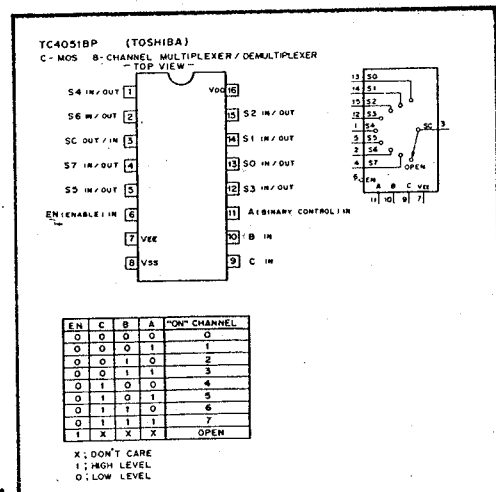 TC4051BP (TOSHIBA)
C-MOS 8-CHANNEL MULTIPLEXER/DEMULTIPLEXER
-TOP VIEW-
S4 IN/OUT 1
S6 IN/OUT 2
SC OUT/IN 3
S7 IN/OUT 4
S5 IN/OUT 5
EN(ENABLE) IN 6
7 VEE
8 VSS
VDD 16
15 S2 IN/OUT
14 S1 IN/OUT
13 S0 IN/OUT
12 S3 IN/OUT
11 A(BINARY CONTROL) IN
10 B IN
9 C IN
13 S0
14 S1
15 S2
12 S3
1 S4
5 S5
2 S6
4 S7
6 EN
SC 3
OPEN
A B C VEE
11 10 9 7
EN C B A "ON" CHANNEL
0 0 0 0 0
0 0 0 1 1
0 0 1 0 2
0 0 1 1 3
0 1 0 0 4
0 1 0 1 5
0 1 1 0 6
0 1 1 1 7
1 X X X OPEN
X ; DON'T CARE
1 ; HIGH LEVEL
0 ; LOW LEVEL